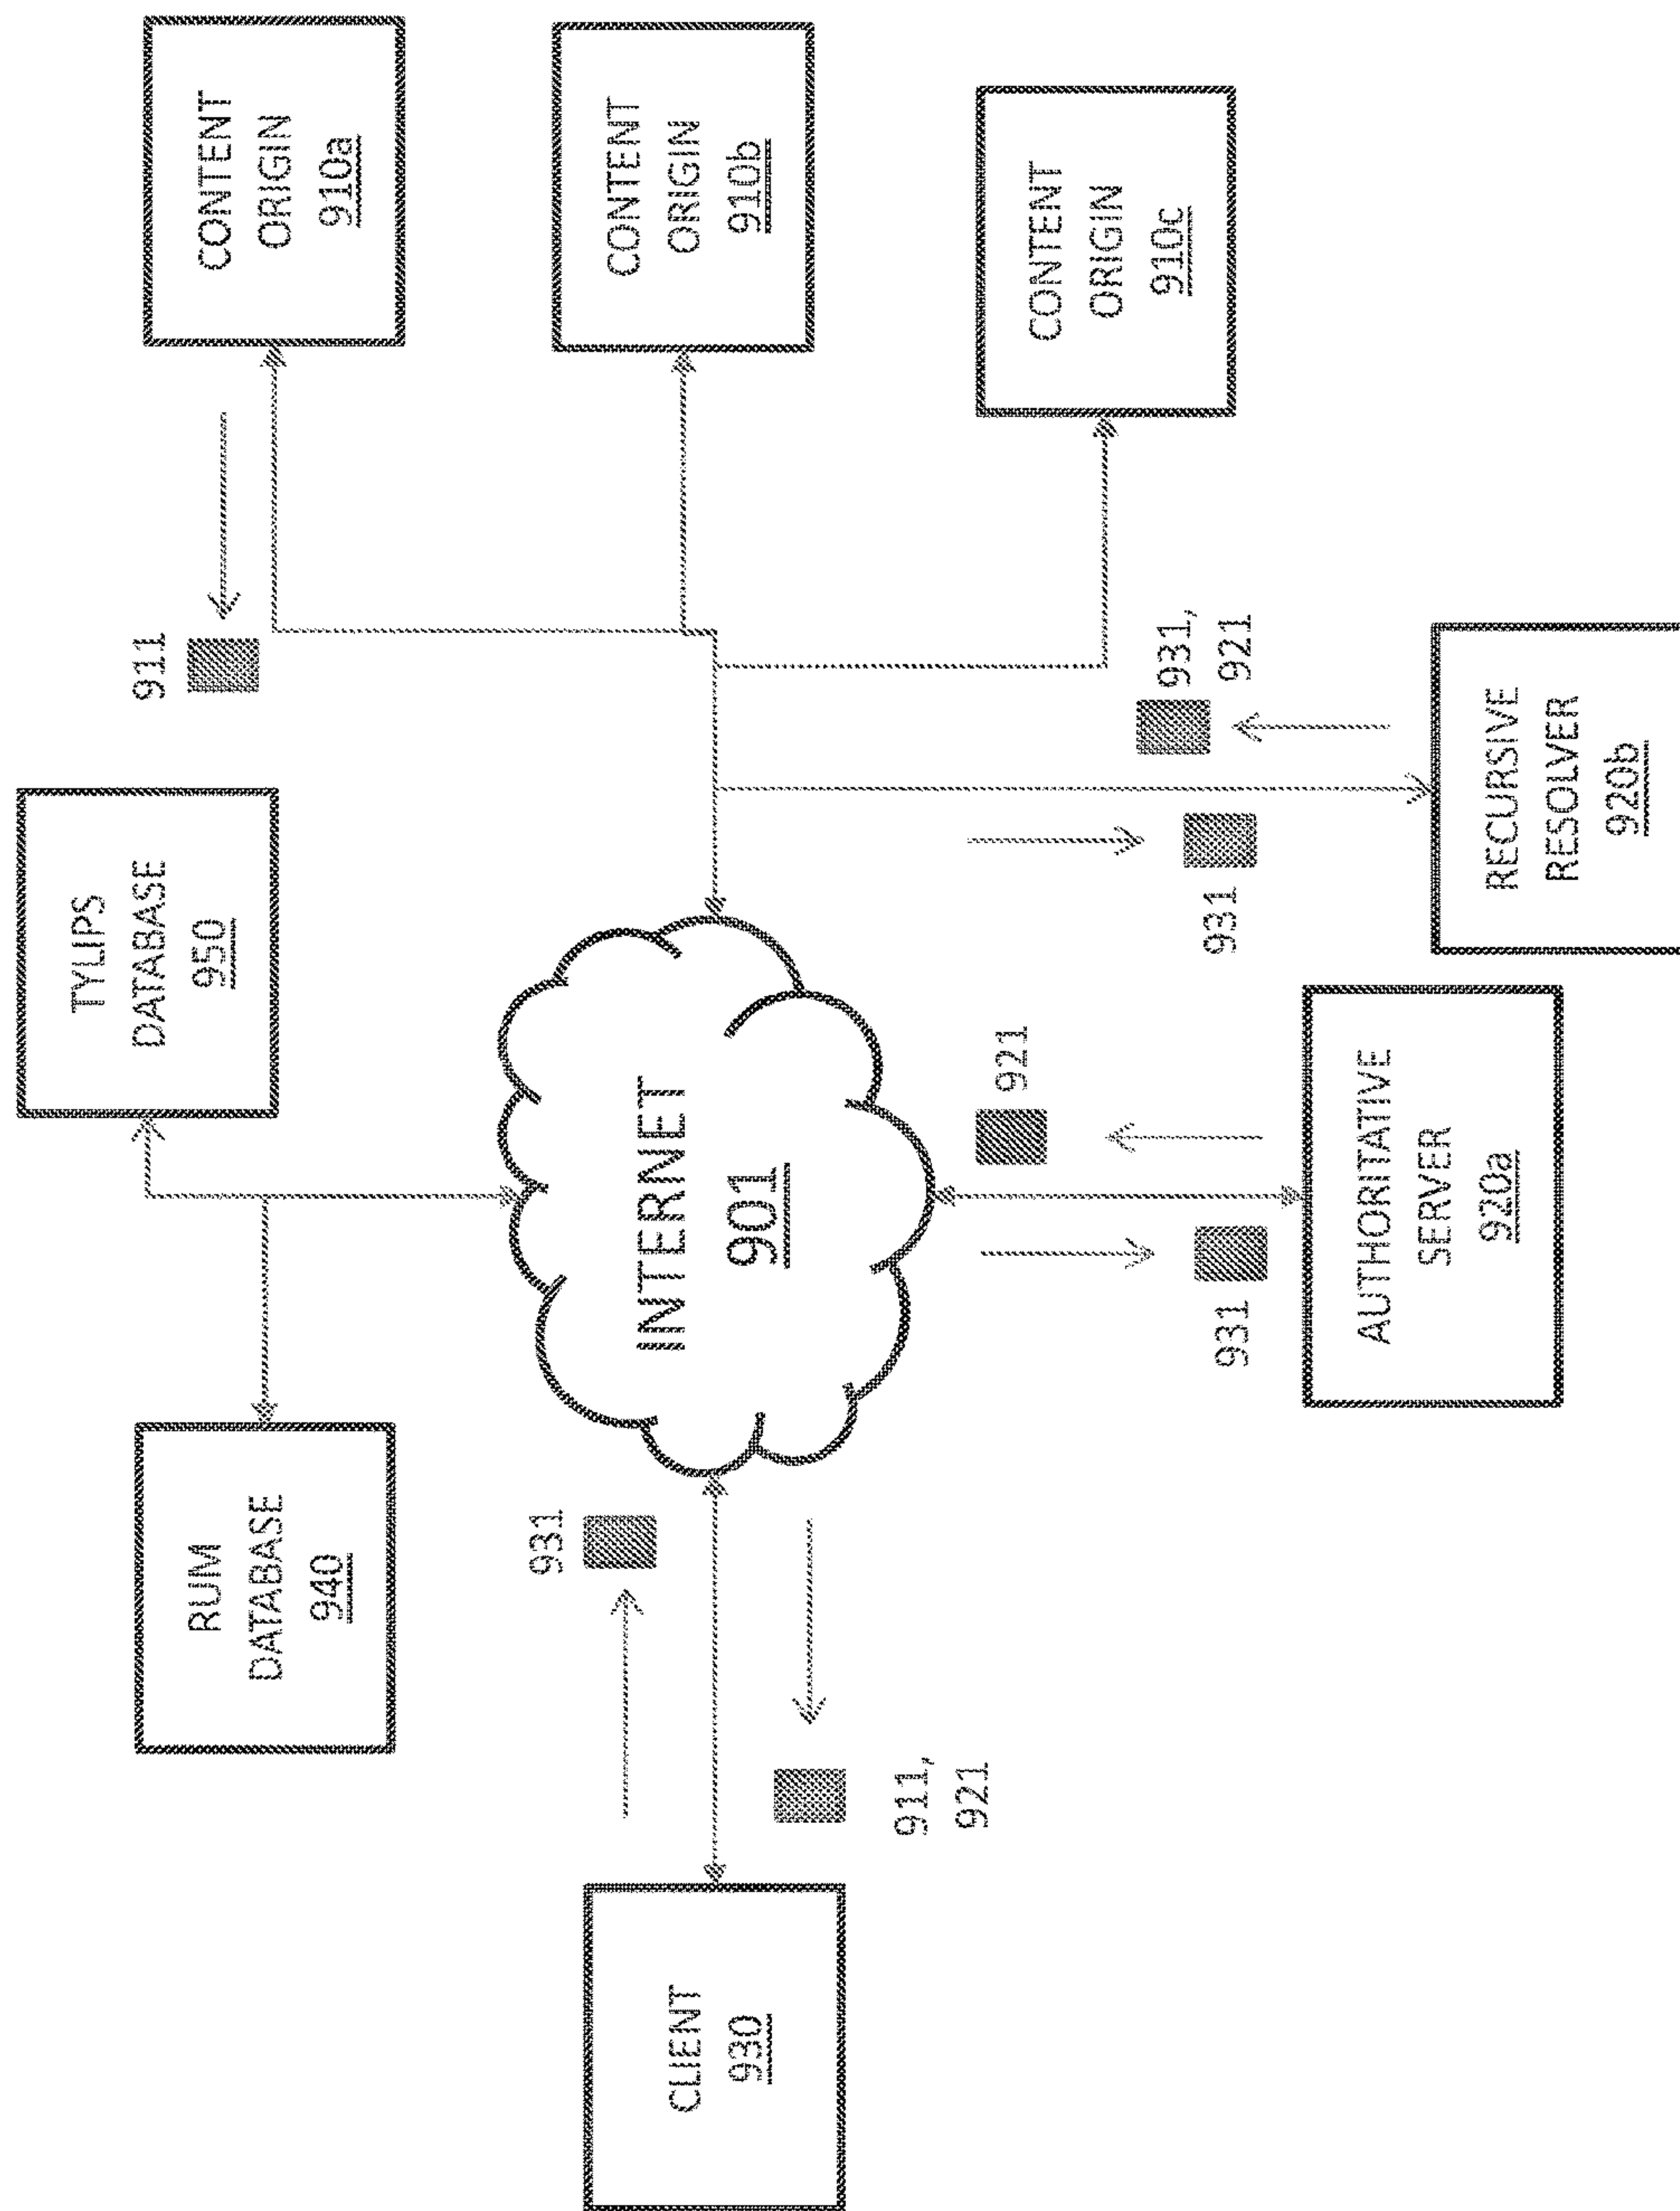 TYLIPS
DATABASE
950
RUM
DATABASE
940
CONTENT
ORIGIN
910a
911
CONTENT
ORIGIN
910b
CONTENT
ORIGIN
910c
INTERNET
901
931
CLIENT
930
911,
921
921
931
AUTHORITATIVE
SERVER
920a
931,
921
931
RECURSIVE
RESOLVER
920b